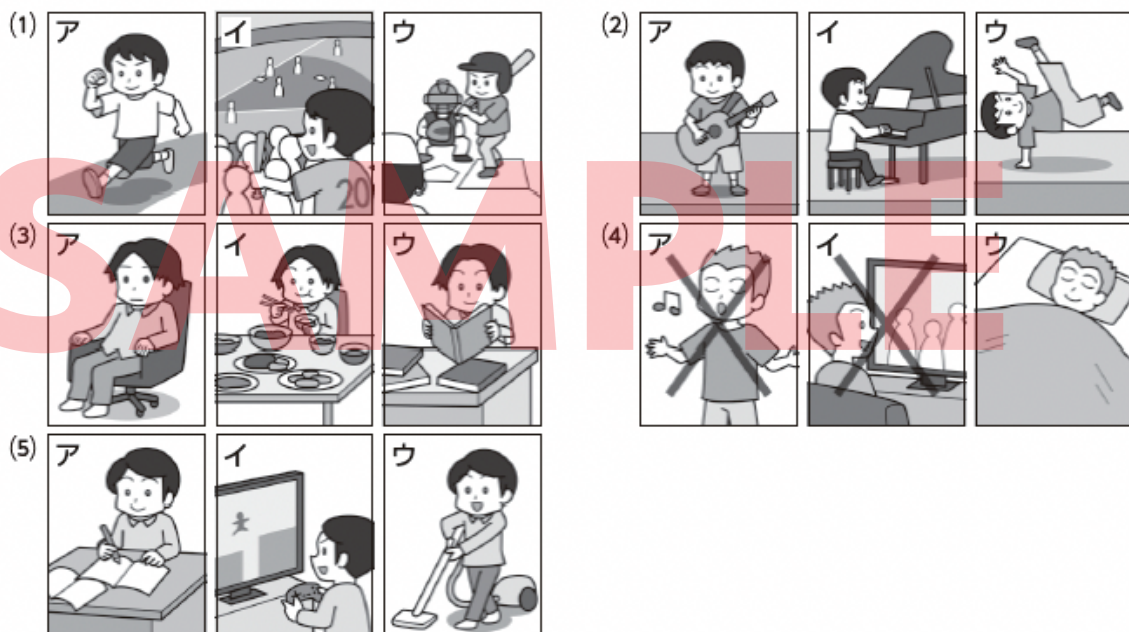 (1) ア イ ウ
(2) ア イ ウ
20
SAMPLE
(3) ア イ ウ
(4) ア イ ウ
(5) ア イ ウ